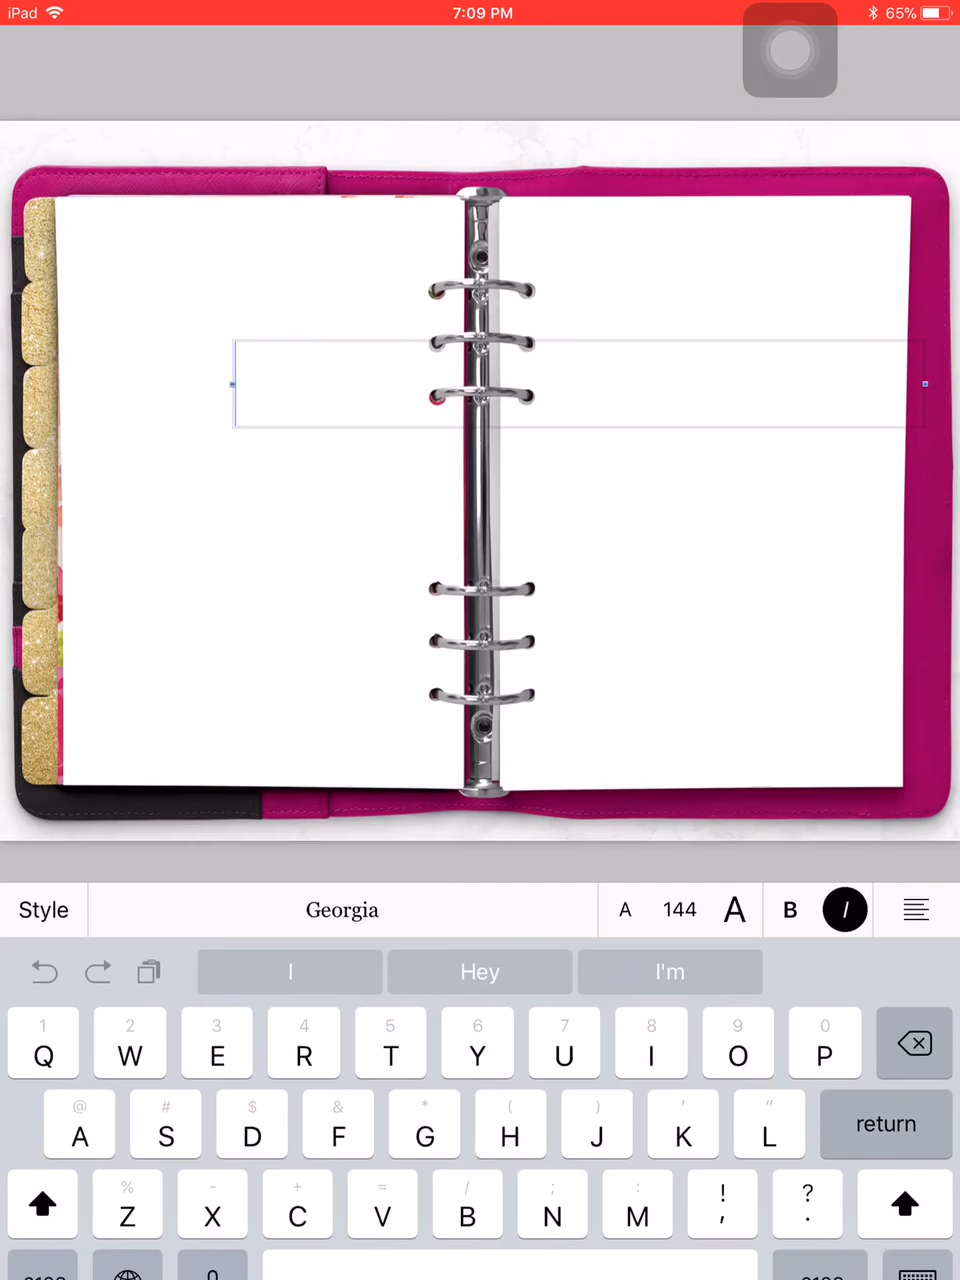 iPad 7:09 PM 65%
Style Georgia A 144 A B I
I Hey I'm
1 2 3 4 5 6 7 8 9 0
Q W E R T Y U I O P
@ # $ & * ( ) ' "
A S D F G H J K L return
% - + = / ; : ! ?
Z X C V B N M , .